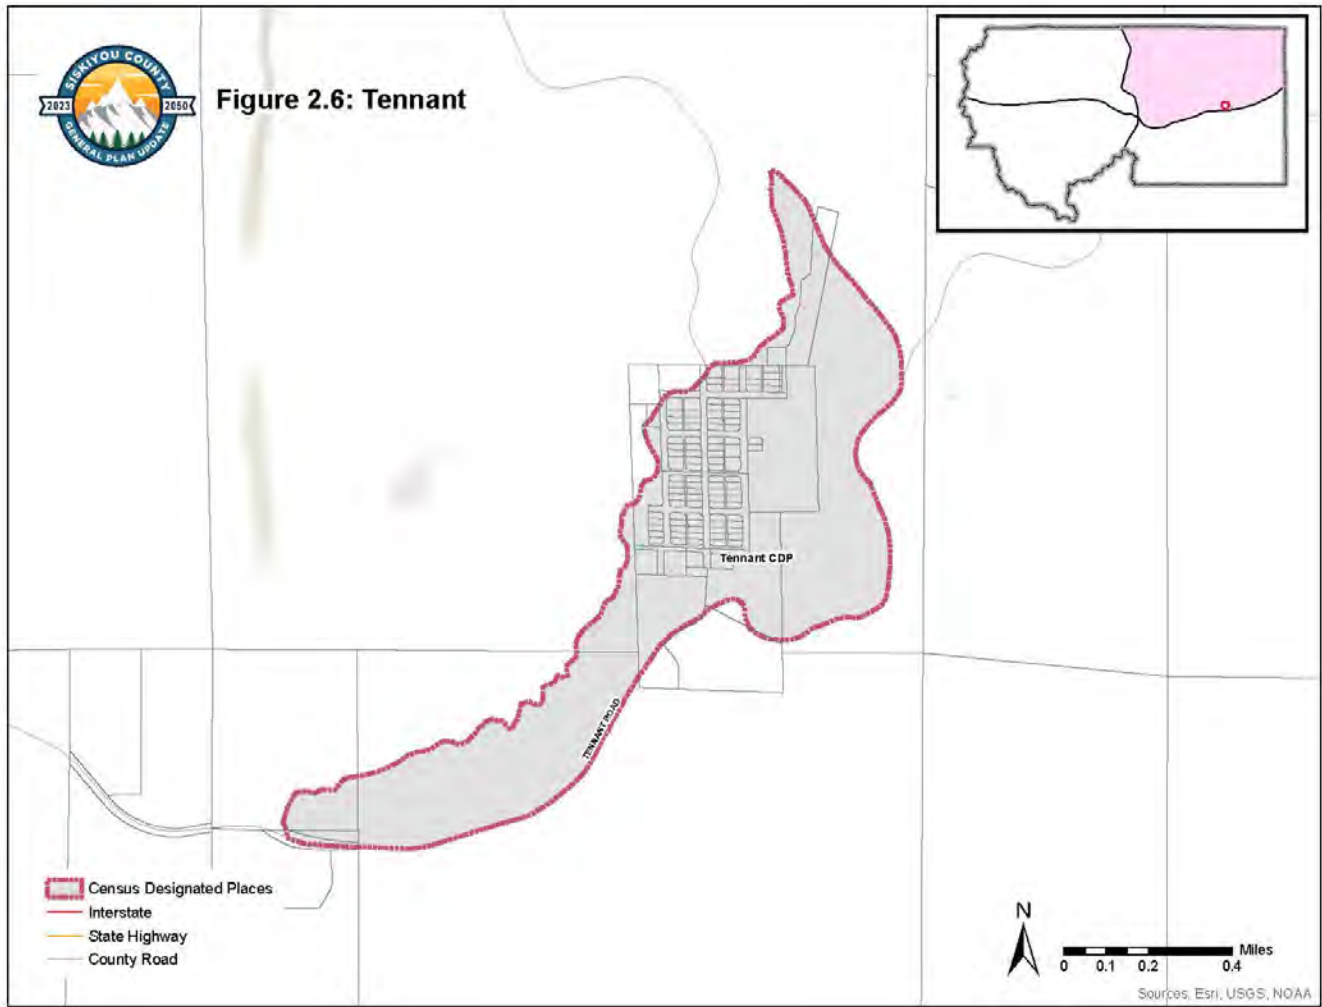 SISKIYOU COUNTY
2023 2050
GENERAL PLAN UPDATE
Figure 2.6: Tennant
Tennant CDP
TENNANT ROAD
Census Designated Places
Interstate
State Highway
County Road
N
Miles
0 0.1 0.2 0.4
Sources: Esri, USGS, NOAA